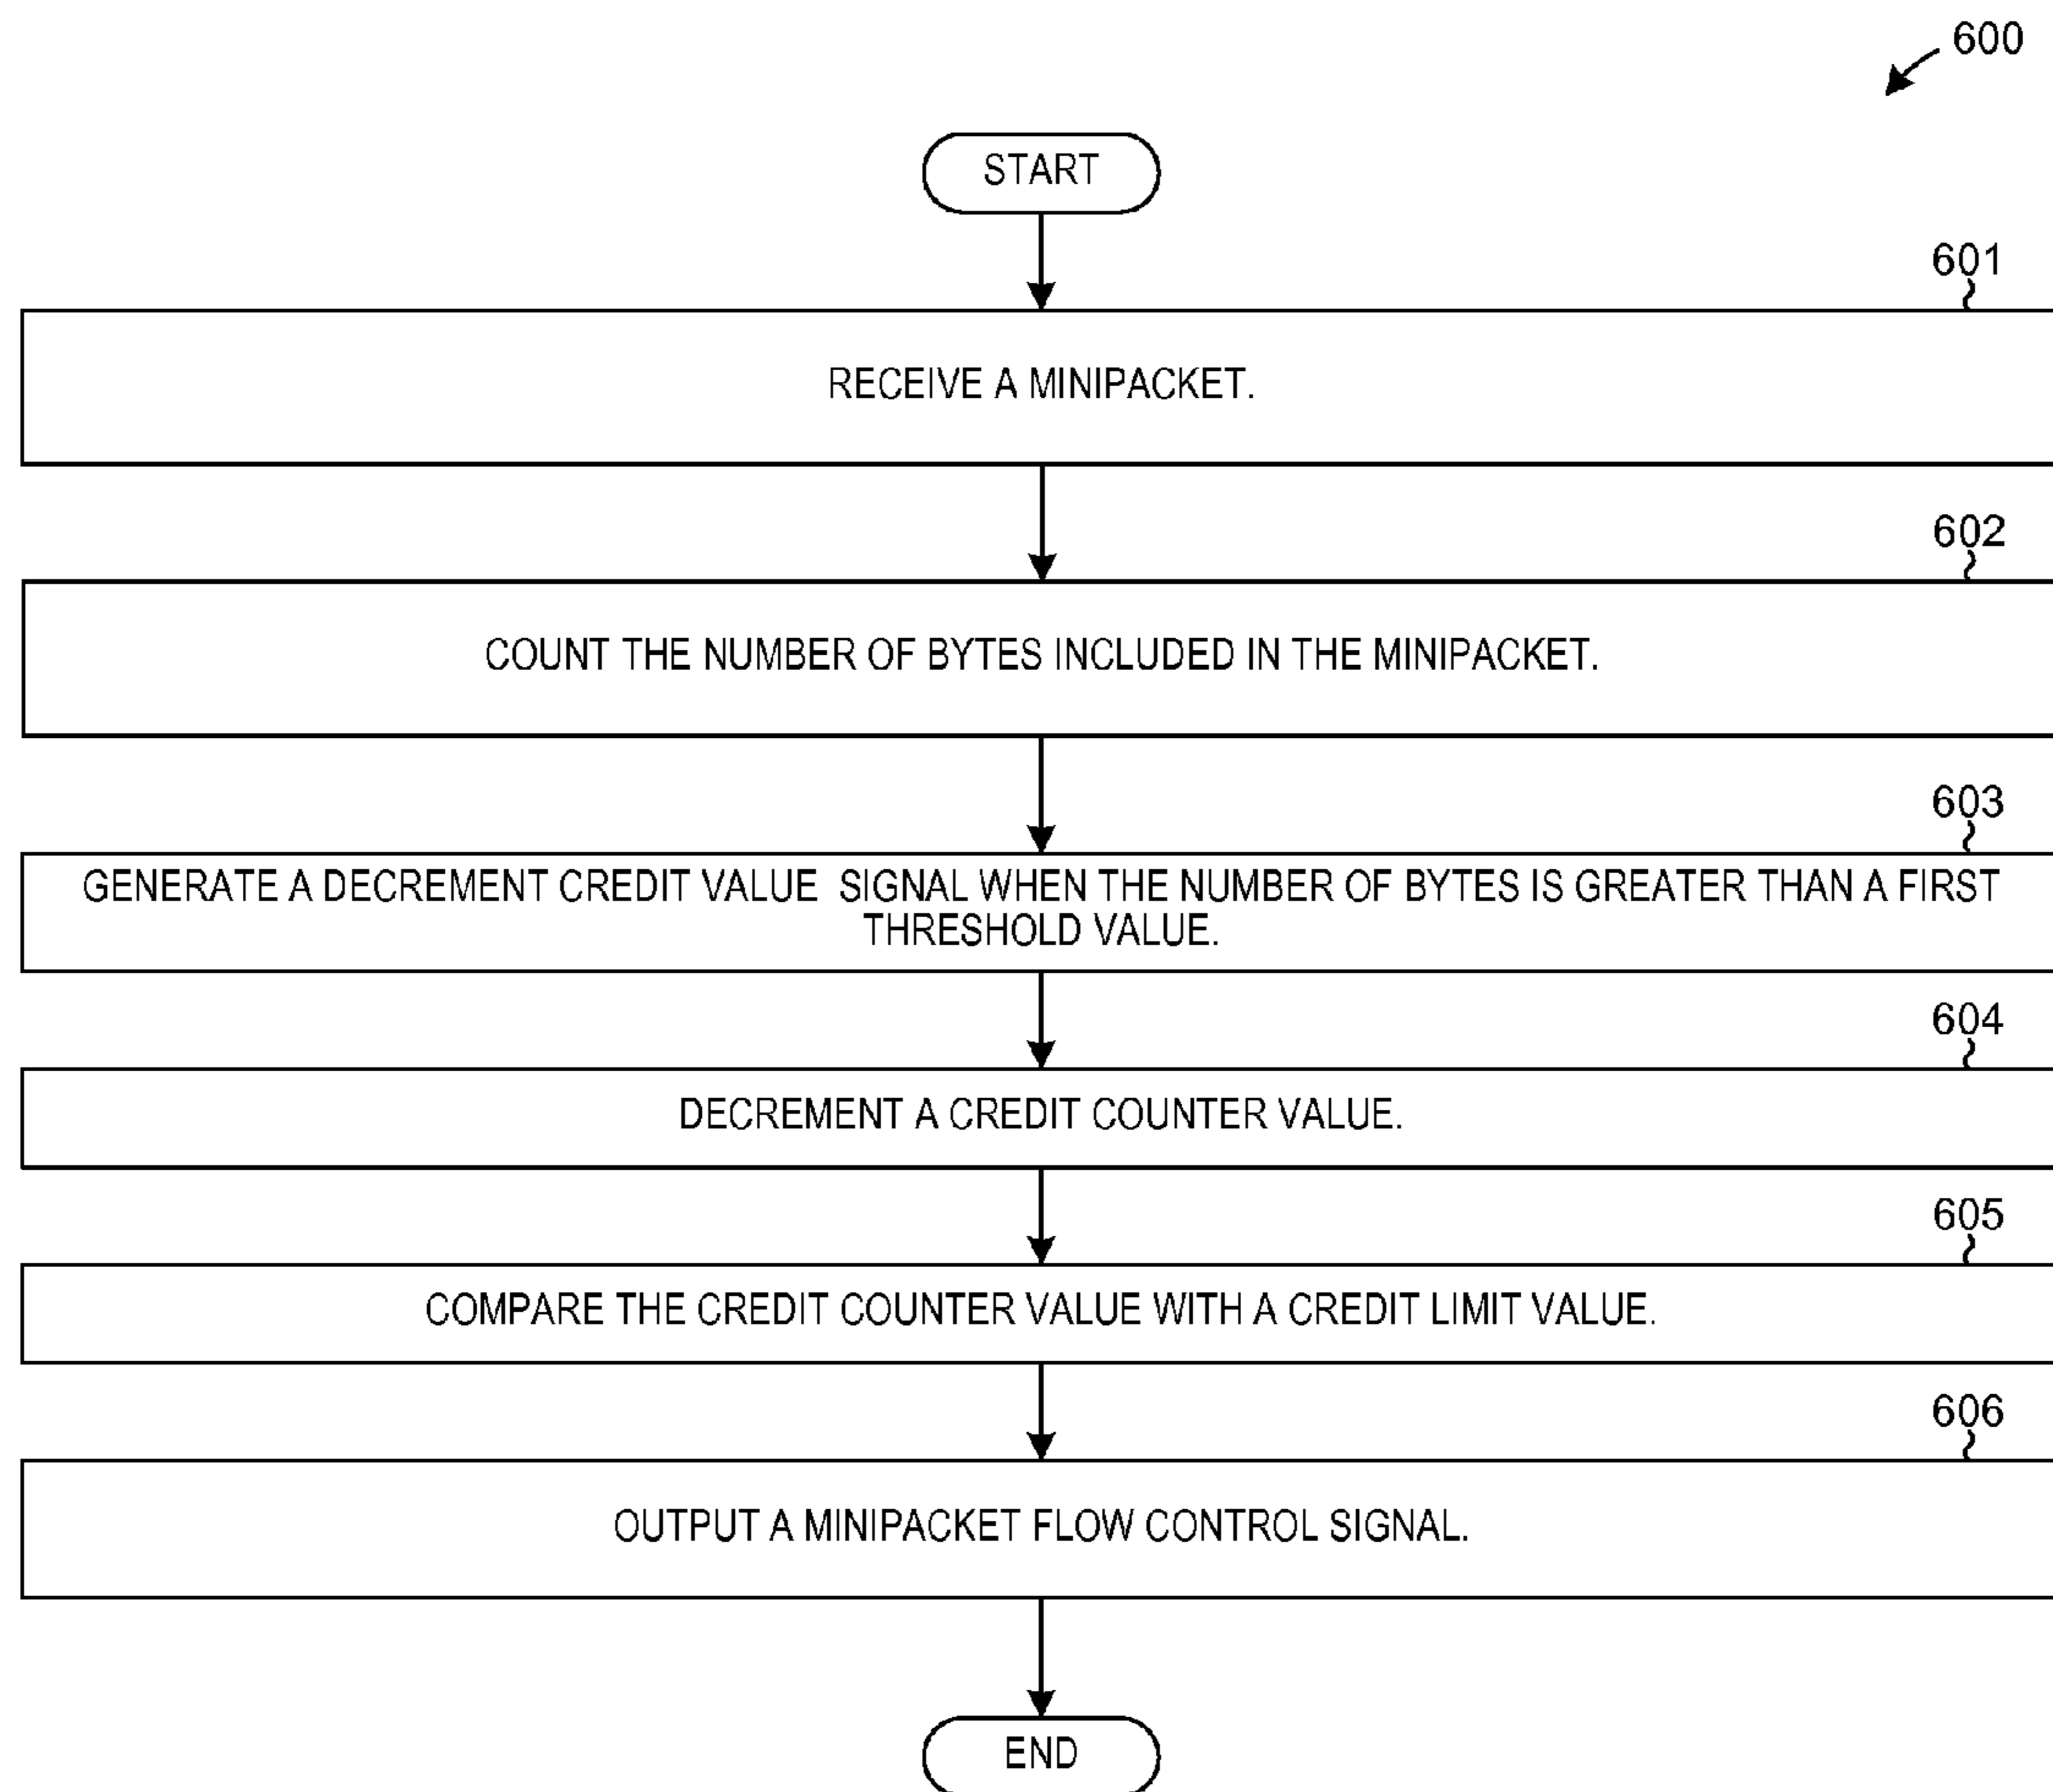 600
START
601
RECEIVE A MINIPACKET.
602
COUNT THE NUMBER OF BYTES INCLUDED IN THE MINIPACKET.
603
GENERATE A DECREMENT CREDIT VALUE SIGNAL WHEN THE NUMBER OF BYTES IS GREATER THAN A FIRST
THRESHOLD VALUE.
604
DECREMENT A CREDIT COUNTER VALUE.
605
COMPARE THE CREDIT COUNTER VALUE WITH A CREDIT LIMIT VALUE.
606
OUTPUT A MINIPACKET FLOW CONTROL SIGNAL.
END